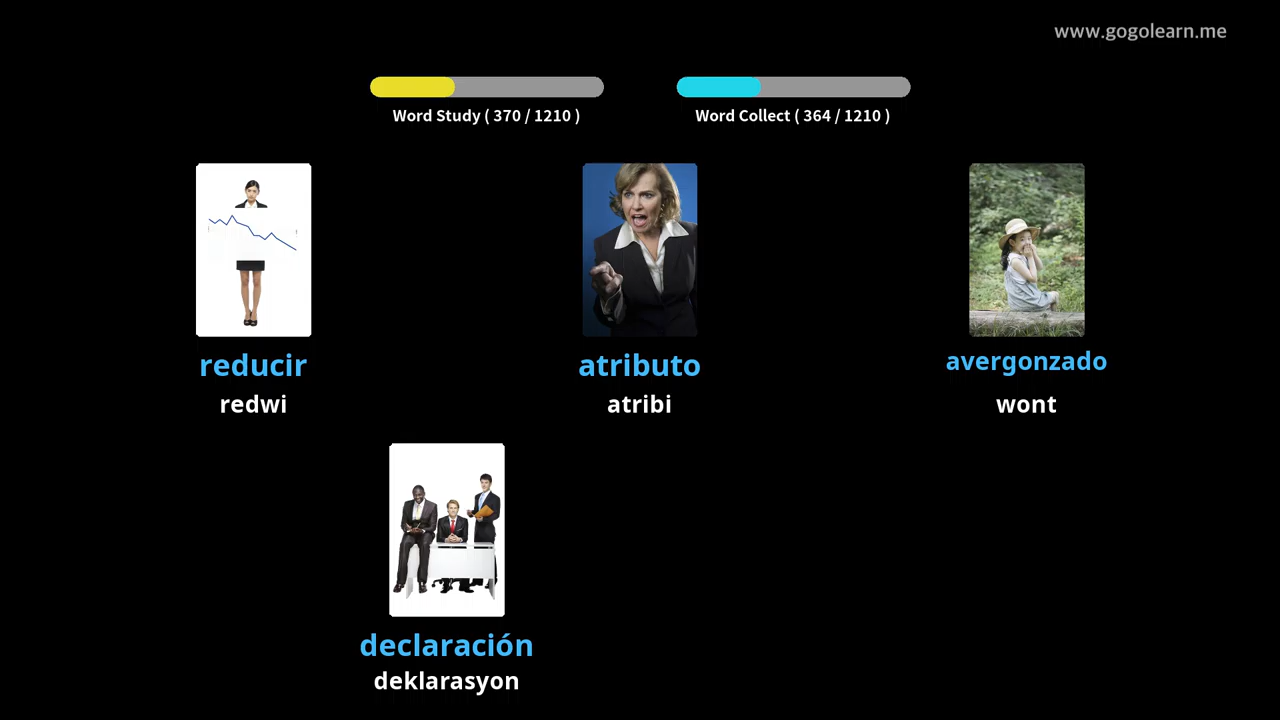 www.gogolearn.me
Word Study ( 370 / 1210 )
Word Collect ( 364 / 1210 )
reducir
redwi
atributo
atribi
avergonzado
wont
declaración
deklarasyon